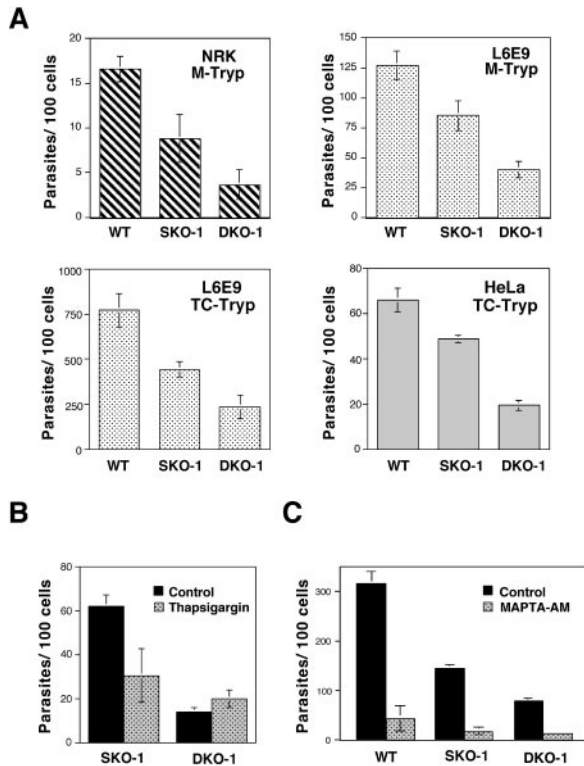 A
NRK
M-Tryp
Parasites/ 100 cells
20
15
10
5
0
WT SKO-1 DKO-1
L6E9
M-Tryp
Parasites/ 100 cells
150
125
100
75
50
25
0
WT SKO-1 DKO-1
L6E9
TC-Tryp
Parasites/ 100 cells
1000
750
500
250
0
WT SKO-1 DKO-1
HeLa
TC-Tryp
Parasites/ 100 cells
80
60
40
20
0
WT SKO-1 DKO-1
B
Control
Thapsigargin
Parasites/ 100 cells
80
60
40
20
0
SKO-1 DKO-1
C
Control
MAPTA-AM
Parasites/ 100 cells
300
200
100
0
WT SKO-1 DKO-1